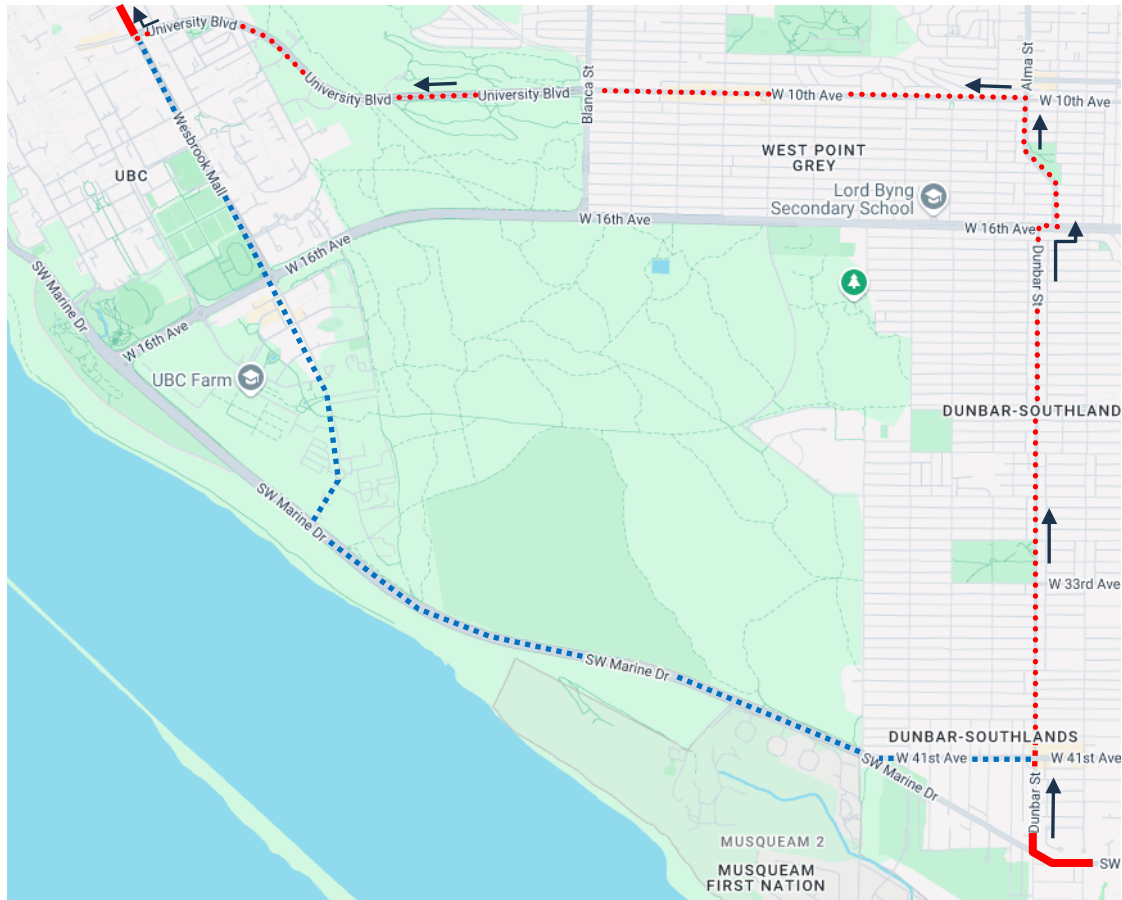 University Blvd
University Blvd
University Blvd
Blanca St
Alma St
W 10th Ave
W 10th Ave
WEST POINT
GREY
Lord Byng
Secondary School
W 16th Ave
W 16th Ave
Wesbrook Mall
UBC
W 16th Ave
SW Marine Dr
W 16th Ave
UBC Farm
Dunbar St
DUNBAR-SOUTHLAND
SW Marine Dr
W 33rd Ave
SW Marine Dr
DUNBAR-SOUTHLANDS
W 41st Ave
W 41st Ave
SW Marine Dr
Dunbar St
MUSQUEAM 2
MUSQUEAM
FIRST NATION
SW